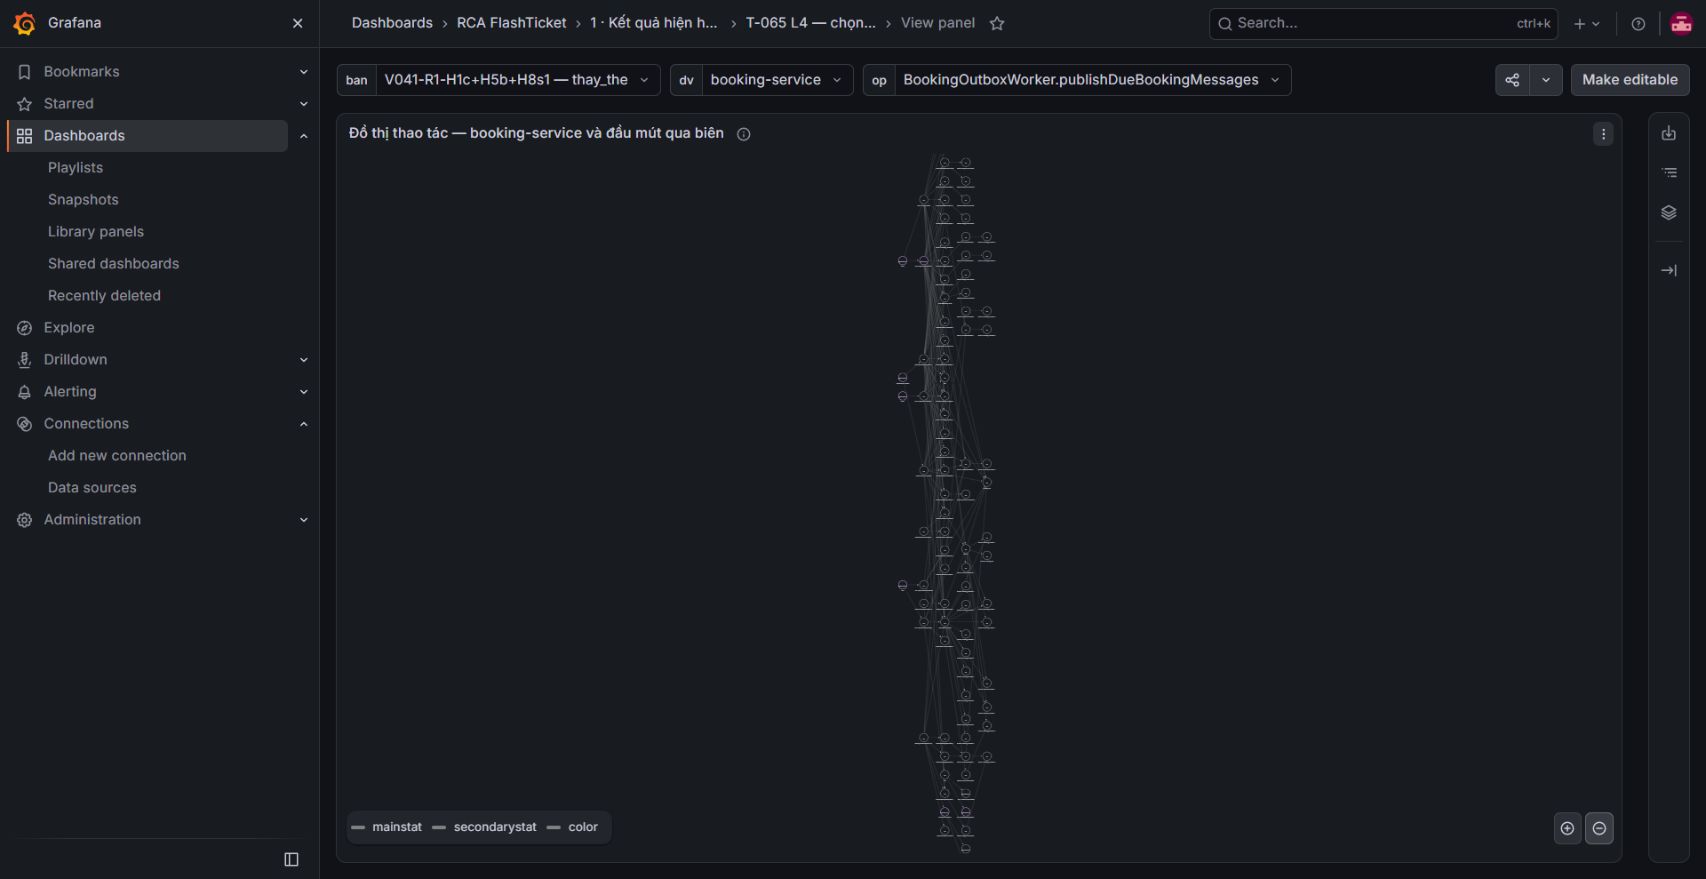 Grafana
Dashboards › RCA FlashTicket › 1 · Kết quả hiện h... › T-065 L4 — chọn... › View panel
Search... ctrl+k
Bookmarks
Starred
Dashboards
Playlists
Snapshots
Library panels
Shared dashboards
Recently deleted
Explore
Drilldown
Alerting
Connections
Add new connection
Data sources
Administration
ban V041-R1-H1c+H5b+H8s1 — thay_the dv booking-service op BookingOutboxWorker.publishDueBookingMessages
Make editable
Đồ thị thao tác — booking-service và đầu mút qua biên
mainstat secondarystat color